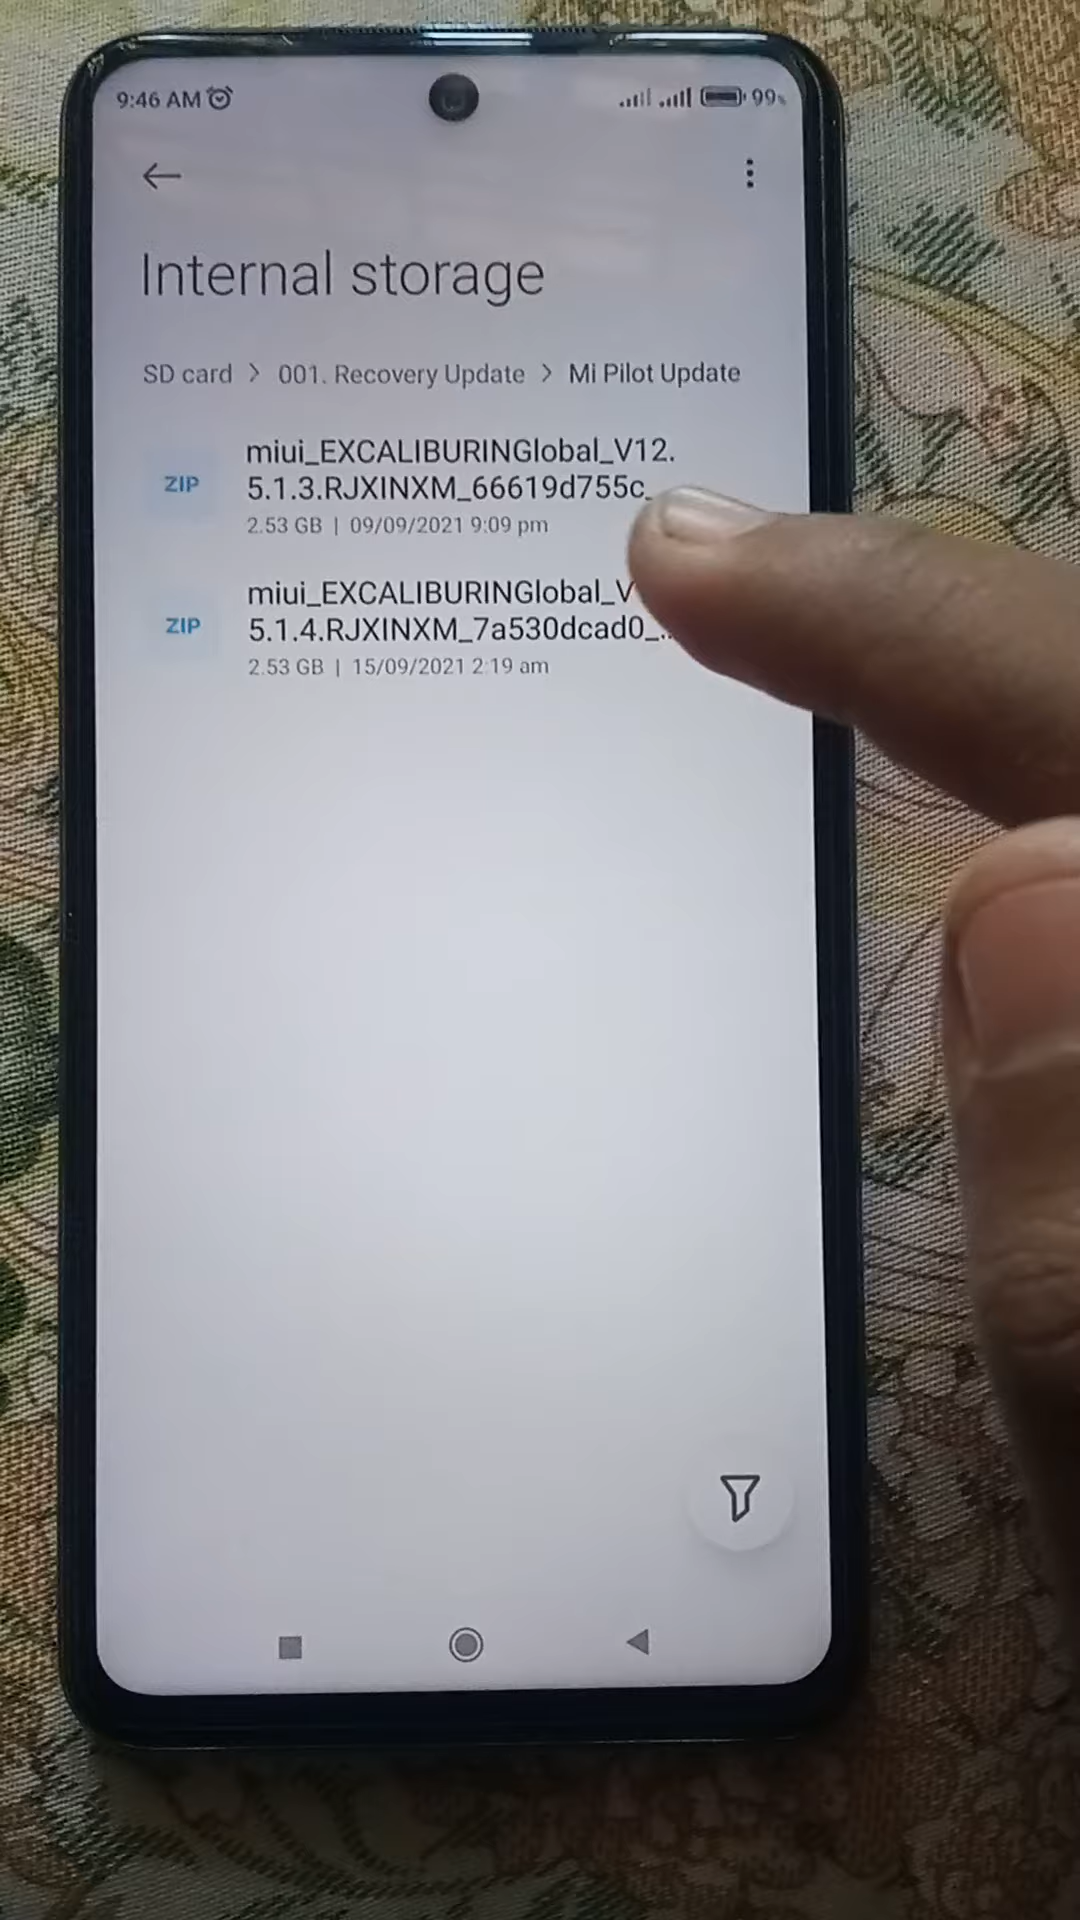 9:46 AM 99%
Internal storage
SD card > 001. Recovery Update > Mi Pilot Update
miui_EXCALIBURINGlobal_V12.
ZIP 5.1.3.RJXINXM_66619d755c_
2.53 GB | 09/09/2021 9:09 pm
miui_EXCALIBURINGlobal_V
ZIP 5.1.4.RJXINXM_7a530dcad0_...
2.53 GB | 15/09/2021 2:19 am